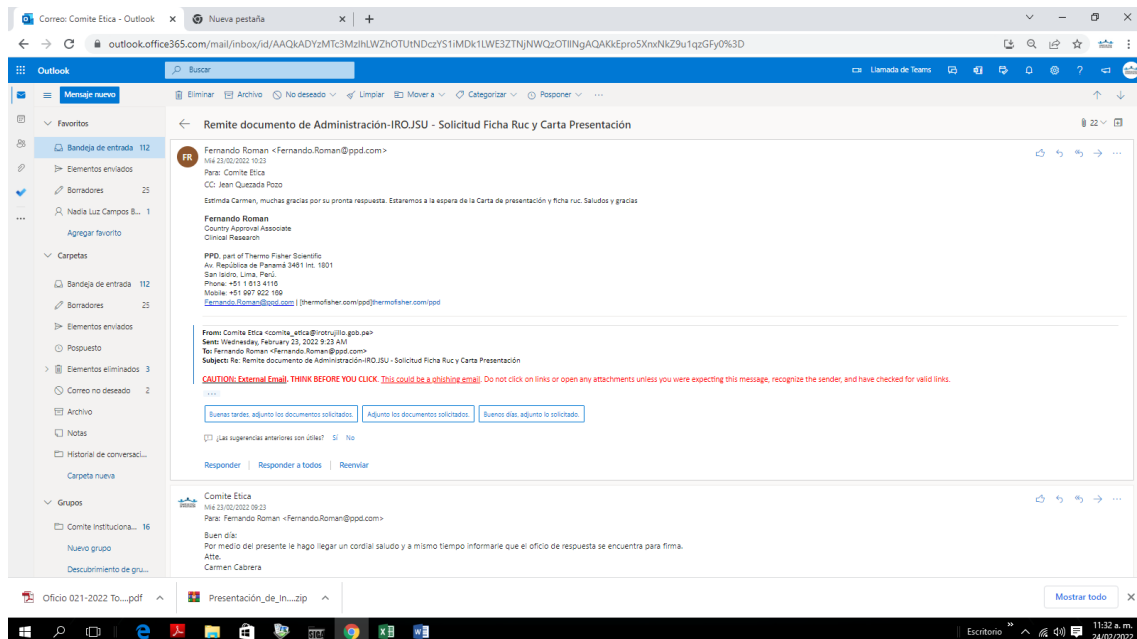 Correo: Comite Etica - Outlook
Nueva pestaña
outlook.office365.com/mail/inbox/id/
Outlook
Buscar
Llamada de Teams
Mensaje nuevo
Eliminar
Archivo
No deseado
Limpiar
Mover a
Categorizar
Posponer
Favoritos
Bandeja de entrada 112
Elementos enviados
Borradores 25
Nadia Luz Campos B... 1
Agregar favorito
Carpetas
Bandeja de entrada 112
Borradores 25
Elementos enviados
Pospuesto
Elementos eliminados 3
Correo no deseado 2
Archivo
Notas
Historial de conversaci...
Carpeta nueva
Grupos
Comite Instituciona... 16
Nuevo grupo
Descubrimiento de gru...
Remite documento de Administración-IRO.JSU - Solicitud Ficha Ruc y Carta Presentación
22
FR
Fernando Roman <Fernando.Roman@ppd.com>
Mié 23/02/2022 10:23
Para: Comite Etica
CC: Jean Quezada Pozo
Estimda Carmen, muchas gracias por su pronta respuesta. Estaremos a la espera de la Carta de presentación y ficha ruc. Saludos y gracias
Fernando Roman
Country Approval Associate
Clinical Research
PPD, part of Thermo Fisher Scientific
Av. República de Panamá 3461 Int. 1801
San Isidro, Lima, Perú.
Phone: +51 1 613 4116
Mobile: +51 997 922 169
Fernando.Roman@ppd.com | [thermofisher.com/ppd]thermofisher.com/ppd
From: Comite Etica <comite_etica@irotrujillo.gob.pe>
Sent: Wednesday, February 23, 2022 9:23 AM
To: Fernando Roman <Fernando.Roman@ppd.com>
Subject: Re: Remite documento de Administración-IRO.JSU - Solicitud Ficha Ruc y Carta Presentación
CAUTION: External Email. THINK BEFORE YOU CLICK. This could be a phishing email. Do not click on links or open any attachments unless you were expecting this message, recognize the sender, and have checked for valid links.
Buenas tardes, adjunto los documentos solicitados.
Adjunto los documentos solicitados.
Buenos días, adjunto lo solicitado.
¿Las sugerencias anteriores son útiles? Sí No
Responder | Responder a todos | Reenviar
Comite Etica
Mié 23/02/2022 09:23
Para: Fernando Roman <Fernando.Roman@ppd.com>
Buen día:
Por medio del presente le hago llegar un cordial saludo y a mismo tiempo informarle que el oficio de respuesta se encuentra para firma.
Atte.
Carmen Cabrera
Oficio 021-2022 To....pdf
Presentación_de_In....zip
Mostrar todo
Escritorio
11:32 a. m.
24/02/2022